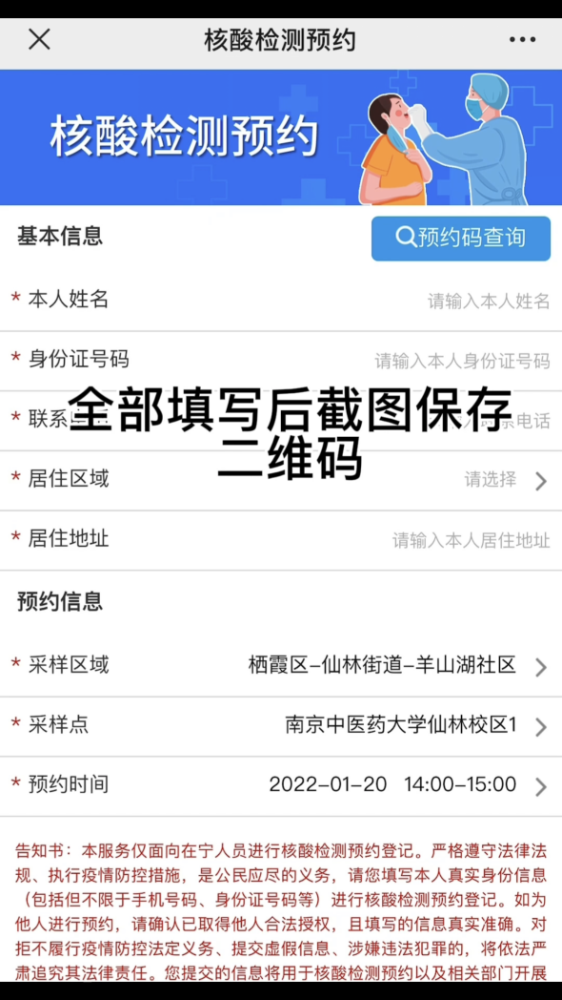 核酸检测预约
核酸检测预约
基本信息
预约码查询
* 本人姓名 请输入本人姓名
* 身份证号码 请输入本人身份证号码
全部填写后截图保存
二维码
* 联系 电话
* 居住区域 请选择
* 居住地址 请输入本人居住地址
预约信息
* 采样区域 栖霞区-仙林街道-羊山湖社区
* 采样点 南京中医药大学仙林校区1
* 预约时间 2022-01-20 14:00-15:00
告知书：本服务仅面向在宁人员进行核酸检测预约登记。严格遵守法律法
规、执行疫情防控措施，是公民应尽的义务，请您填写本人真实身份信息
（包括但不限于手机号码、身份证号码等）进行核酸检测预约登记。如为
他人进行预约，请确认已取得他人合法授权，且填写的信息真实准确。对
拒不履行疫情防控法定义务、提交虚假信息、涉嫌违法犯罪的，将依法严
肃追究其法律责任。您提交的信息将用于核酸检测预约以及相关部门开展